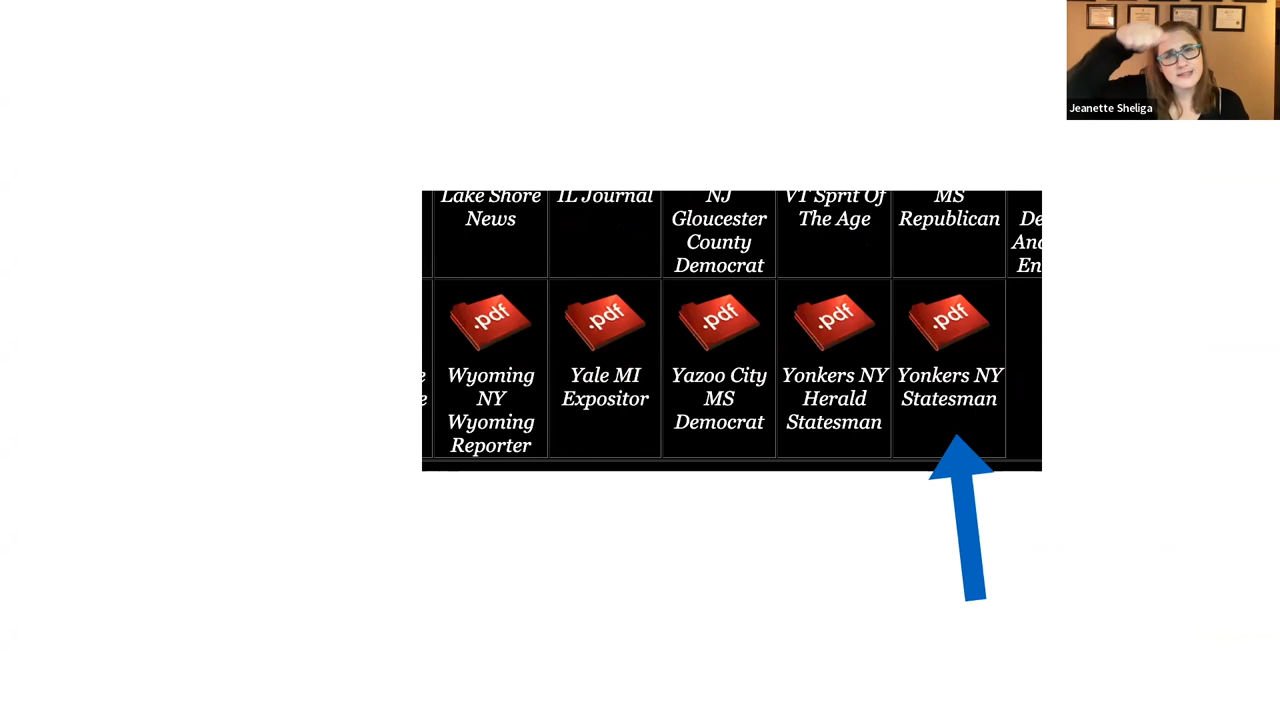 Jeanette Sheliga
Lake Shore
News
IL Journal
NJ
Gloucester
County
Democrat
VT Sprit Of
The Age
MS
Republican
.pdf
Wyoming
NY
Wyoming
Reporter
.pdf
Yale MI
Expositor
.pdf
Yazoo City
MS
Democrat
.pdf
Yonkers NY
Herald
Statesman
.pdf
Yonkers NY
Statesman